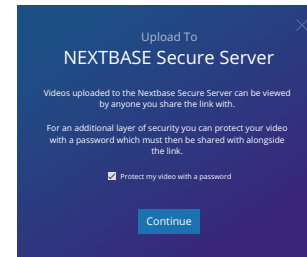 Upload To
NEXTBASE Secure Server
Videos uploaded to the Nextbase Secure Server can be viewed
by anyone you share the link with.
For an additional layer of security you can protect your video
with a password which must then be shared with alongside
the link.
Protect my video with a password
Continue